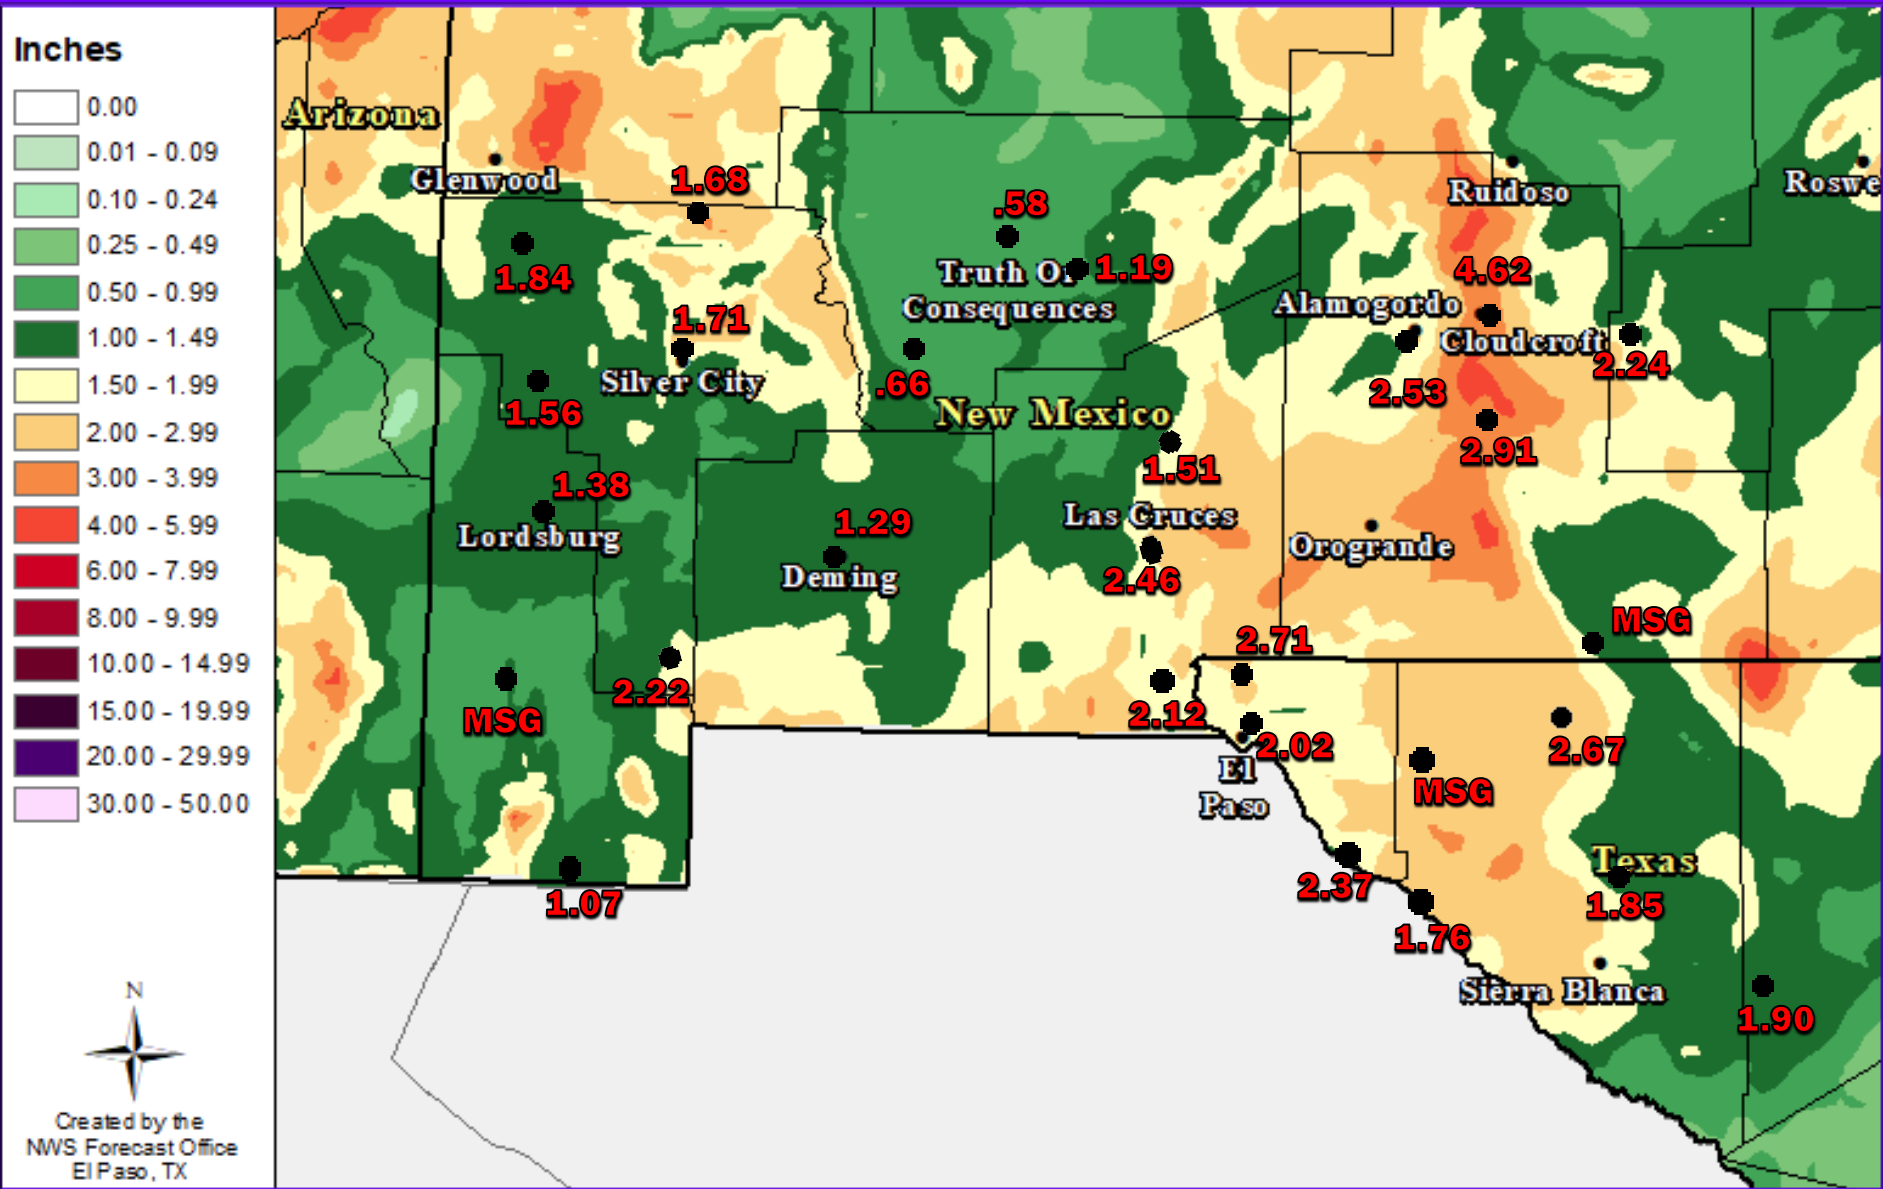 Inches
0.00
0.01 - 0.09
0.10 - 0.24
0.25 - 0.49
0.50 - 0.99
1.00 - 1.49
1.50 - 1.99
2.00 - 2.99
3.00 - 3.99
4.00 - 5.99
6.00 - 7.99
8.00 - 9.99
10.00 - 14.99
15.00 - 19.99
20.00 - 29.99
30.00 - 50.00
N
Created by the
NWS Forecast Office
El Paso, TX
Arizona
Glenwood
1.68
Ruidoso
Roswe
.58
1.84
Truth Or
Consequences
1.19
4.62
1.71
Alamogordo
Cloudcroft
2.24
Silver City
.66
2.53
1.56
New Mexico
2.91
1.51
1.38
Lordsburg
1.29
Las Cruces
Orogrande
Deming
2.46
MSG
2.71
2.22
MSG
2.12
2.02
2.67
El
Paso
MSG
Texas
2.37
1.85
1.07
1.76
Sierra Blanca
1.90